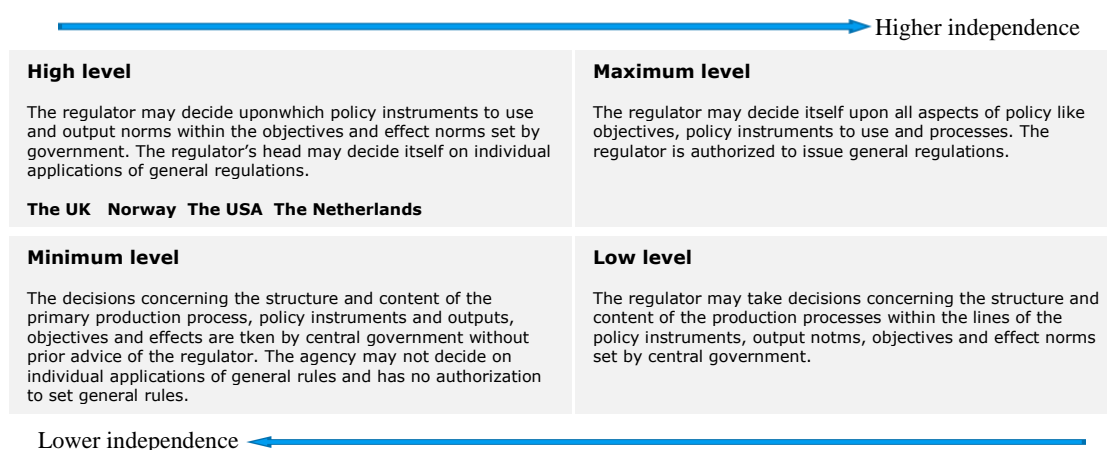 Higher independence
High level
The regulator may decide uponwhich policy instruments to use
and output norms within the objectives and effect norms set by
government. The regulator’s head may decide itself on individual
applications of general regulations.
The UK Norway The USA The Netherlands
Maximum level
The regulator may decide itself upon all aspects of policy like
objectives, policy instruments to use and processes. The
regulator is authorized to issue general regulations.
Minimum level
The decisions concerning the structure and content of the
primary production process, policy instruments and outputs,
objectives and effects are tken by central government without
prior advice of the regulator. The agency may not decide on
individual applications of general rules and has no authorization
to set general rules.
Low level
The regulator may take decisions concerning the structure and
content of the production processes within the lines of the
policy instruments, output notms, objectives and effect norms
set by central government.
Lower independence